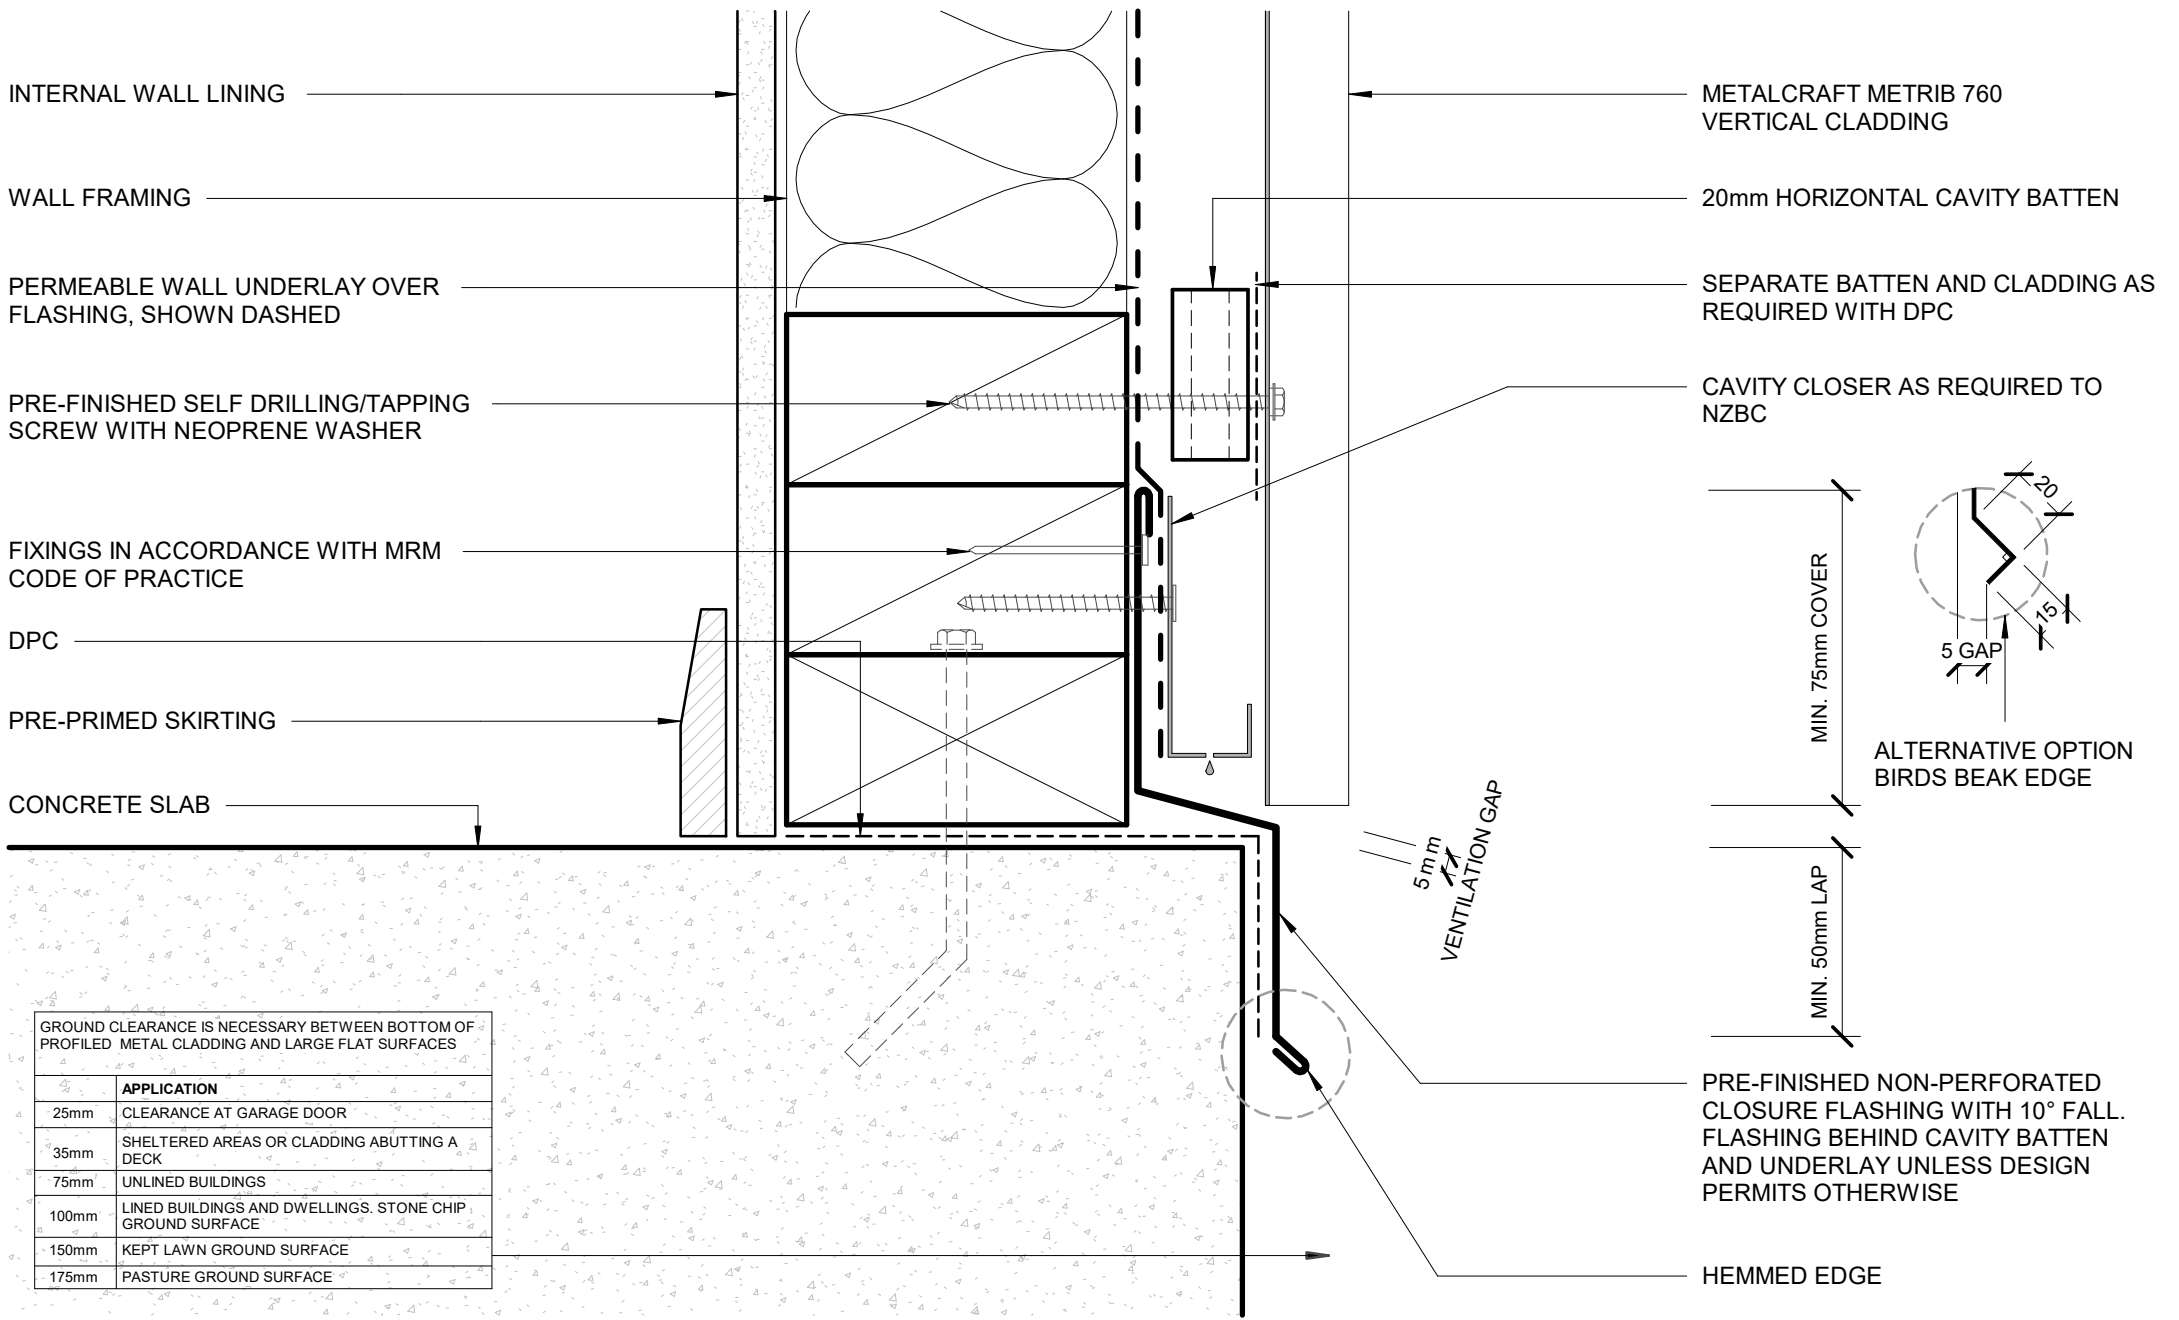 INTERNAL WALL LINING
WALL FRAMING
PERMEABLE WALL UNDERLAY OVER
FLASHING, SHOWN DASHED
PRE-FINISHED SELF DRILLING/TAPPING
SCREW WITH NEOPRENE WASHER
FIXINGS IN ACCORDANCE WITH MRM
CODE OF PRACTICE
DPC
PRE-PRIMED SKIRTING
CONCRETE SLAB
GROUND CLEARANCE IS NECESSARY BETWEEN BOTTOM OF
PROFILED METAL CLADDING AND LARGE FLAT SURFACES
APPLICATION
25mm CLEARANCE AT GARAGE DOOR
35mm SHELTERED AREAS OR CLADDING ABUTTING A
DECK
75mm UNLINED BUILDINGS
100mm LINED BUILDINGS AND DWELLINGS. STONE CHIP
GROUND SURFACE
150mm KEPT LAWN GROUND SURFACE
175mm PASTURE GROUND SURFACE
METALCRAFT METRIB 760
VERTICAL CLADDING
20mm HORIZONTAL CAVITY BATTEN
SEPARATE BATTEN AND CLADDING AS
REQUIRED WITH DPC
CAVITY CLOSER AS REQUIRED TO
NZBC
20
15
5 GAP
MIN. 75mm COVER
ALTERNATIVE OPTION
BIRDS BEAK EDGE
5mm
VENTILATION GAP
MIN. 50mm LAP
PRE-FINISHED NON-PERFORATED
CLOSURE FLASHING WITH 10° FALL.
FLASHING BEHIND CAVITY BATTEN
AND UNDERLAY UNLESS DESIGN
PERMITS OTHERWISE
HEMMED EDGE